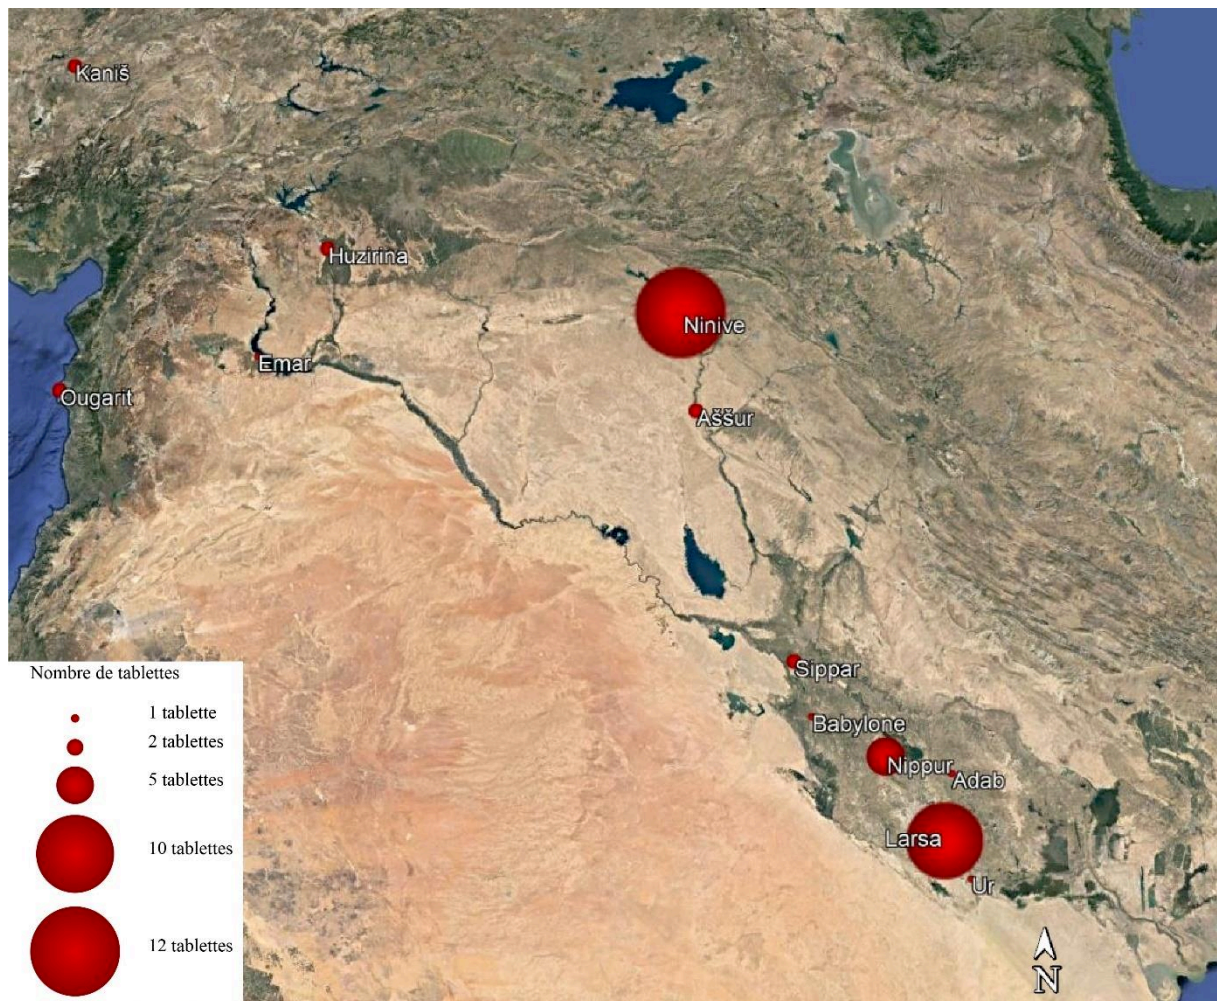 Kaniš
Huzirina
Ninive
Emar
Ougarit
Aššur
Sippar
Babylone
Nippur
Adab
Larsa
Ur
Nombre de tablettes
1 tablette
2 tablettes
5 tablettes
10 tablettes
12 tablettes
N